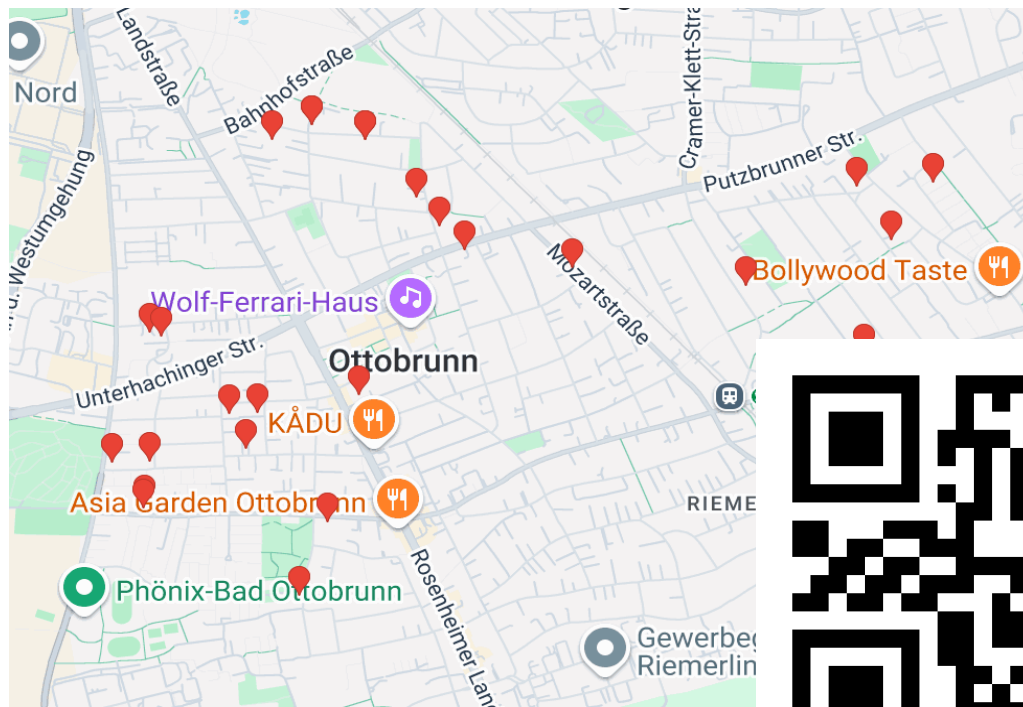 Landstraße
Cramer-Klett-Stra
Nord
Bahnhofstraße
Putzbrunner Str.
d. Westumgehung
Bollywood Taste
Mozartstraße
Wolf-Ferrari-Haus
Unterhachinger Str.
Ottobrunn
KÅDU
Asia Garden Ottobrunn
RIEME
Phönix-Bad Ottobrunn
Rosenheimer Land
Gewerbeg
Riemerlin